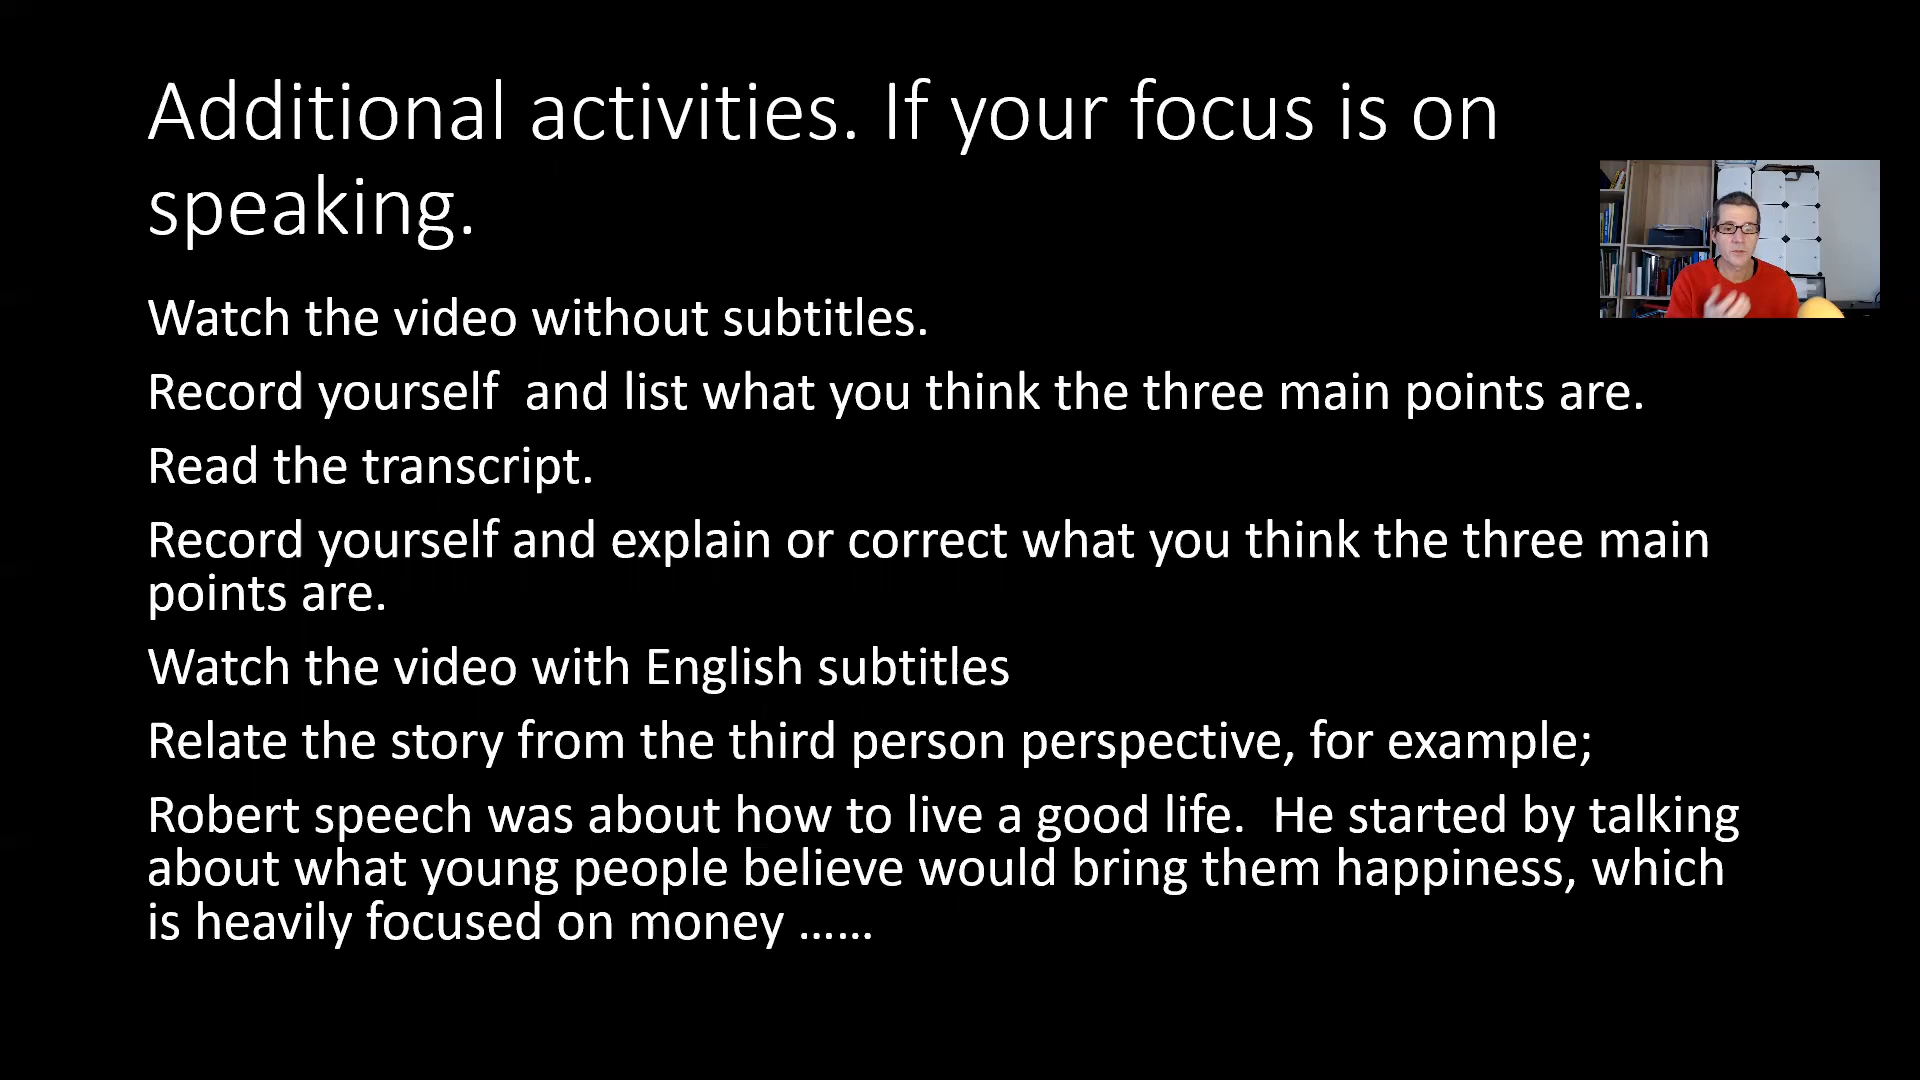 Additional activities. If your focus is on
speaking.
Watch the video without subtitles.
Record yourself  and list what you think the three main points are.
Read the transcript.
Record yourself and explain or correct what you think the three main
points are.
Watch the video with English subtitles
Relate the story from the third person perspective, for example;
Robert speech was about how to live a good life.  He started by talking
about what young people believe would bring them happiness, which
is heavily focused on money ……